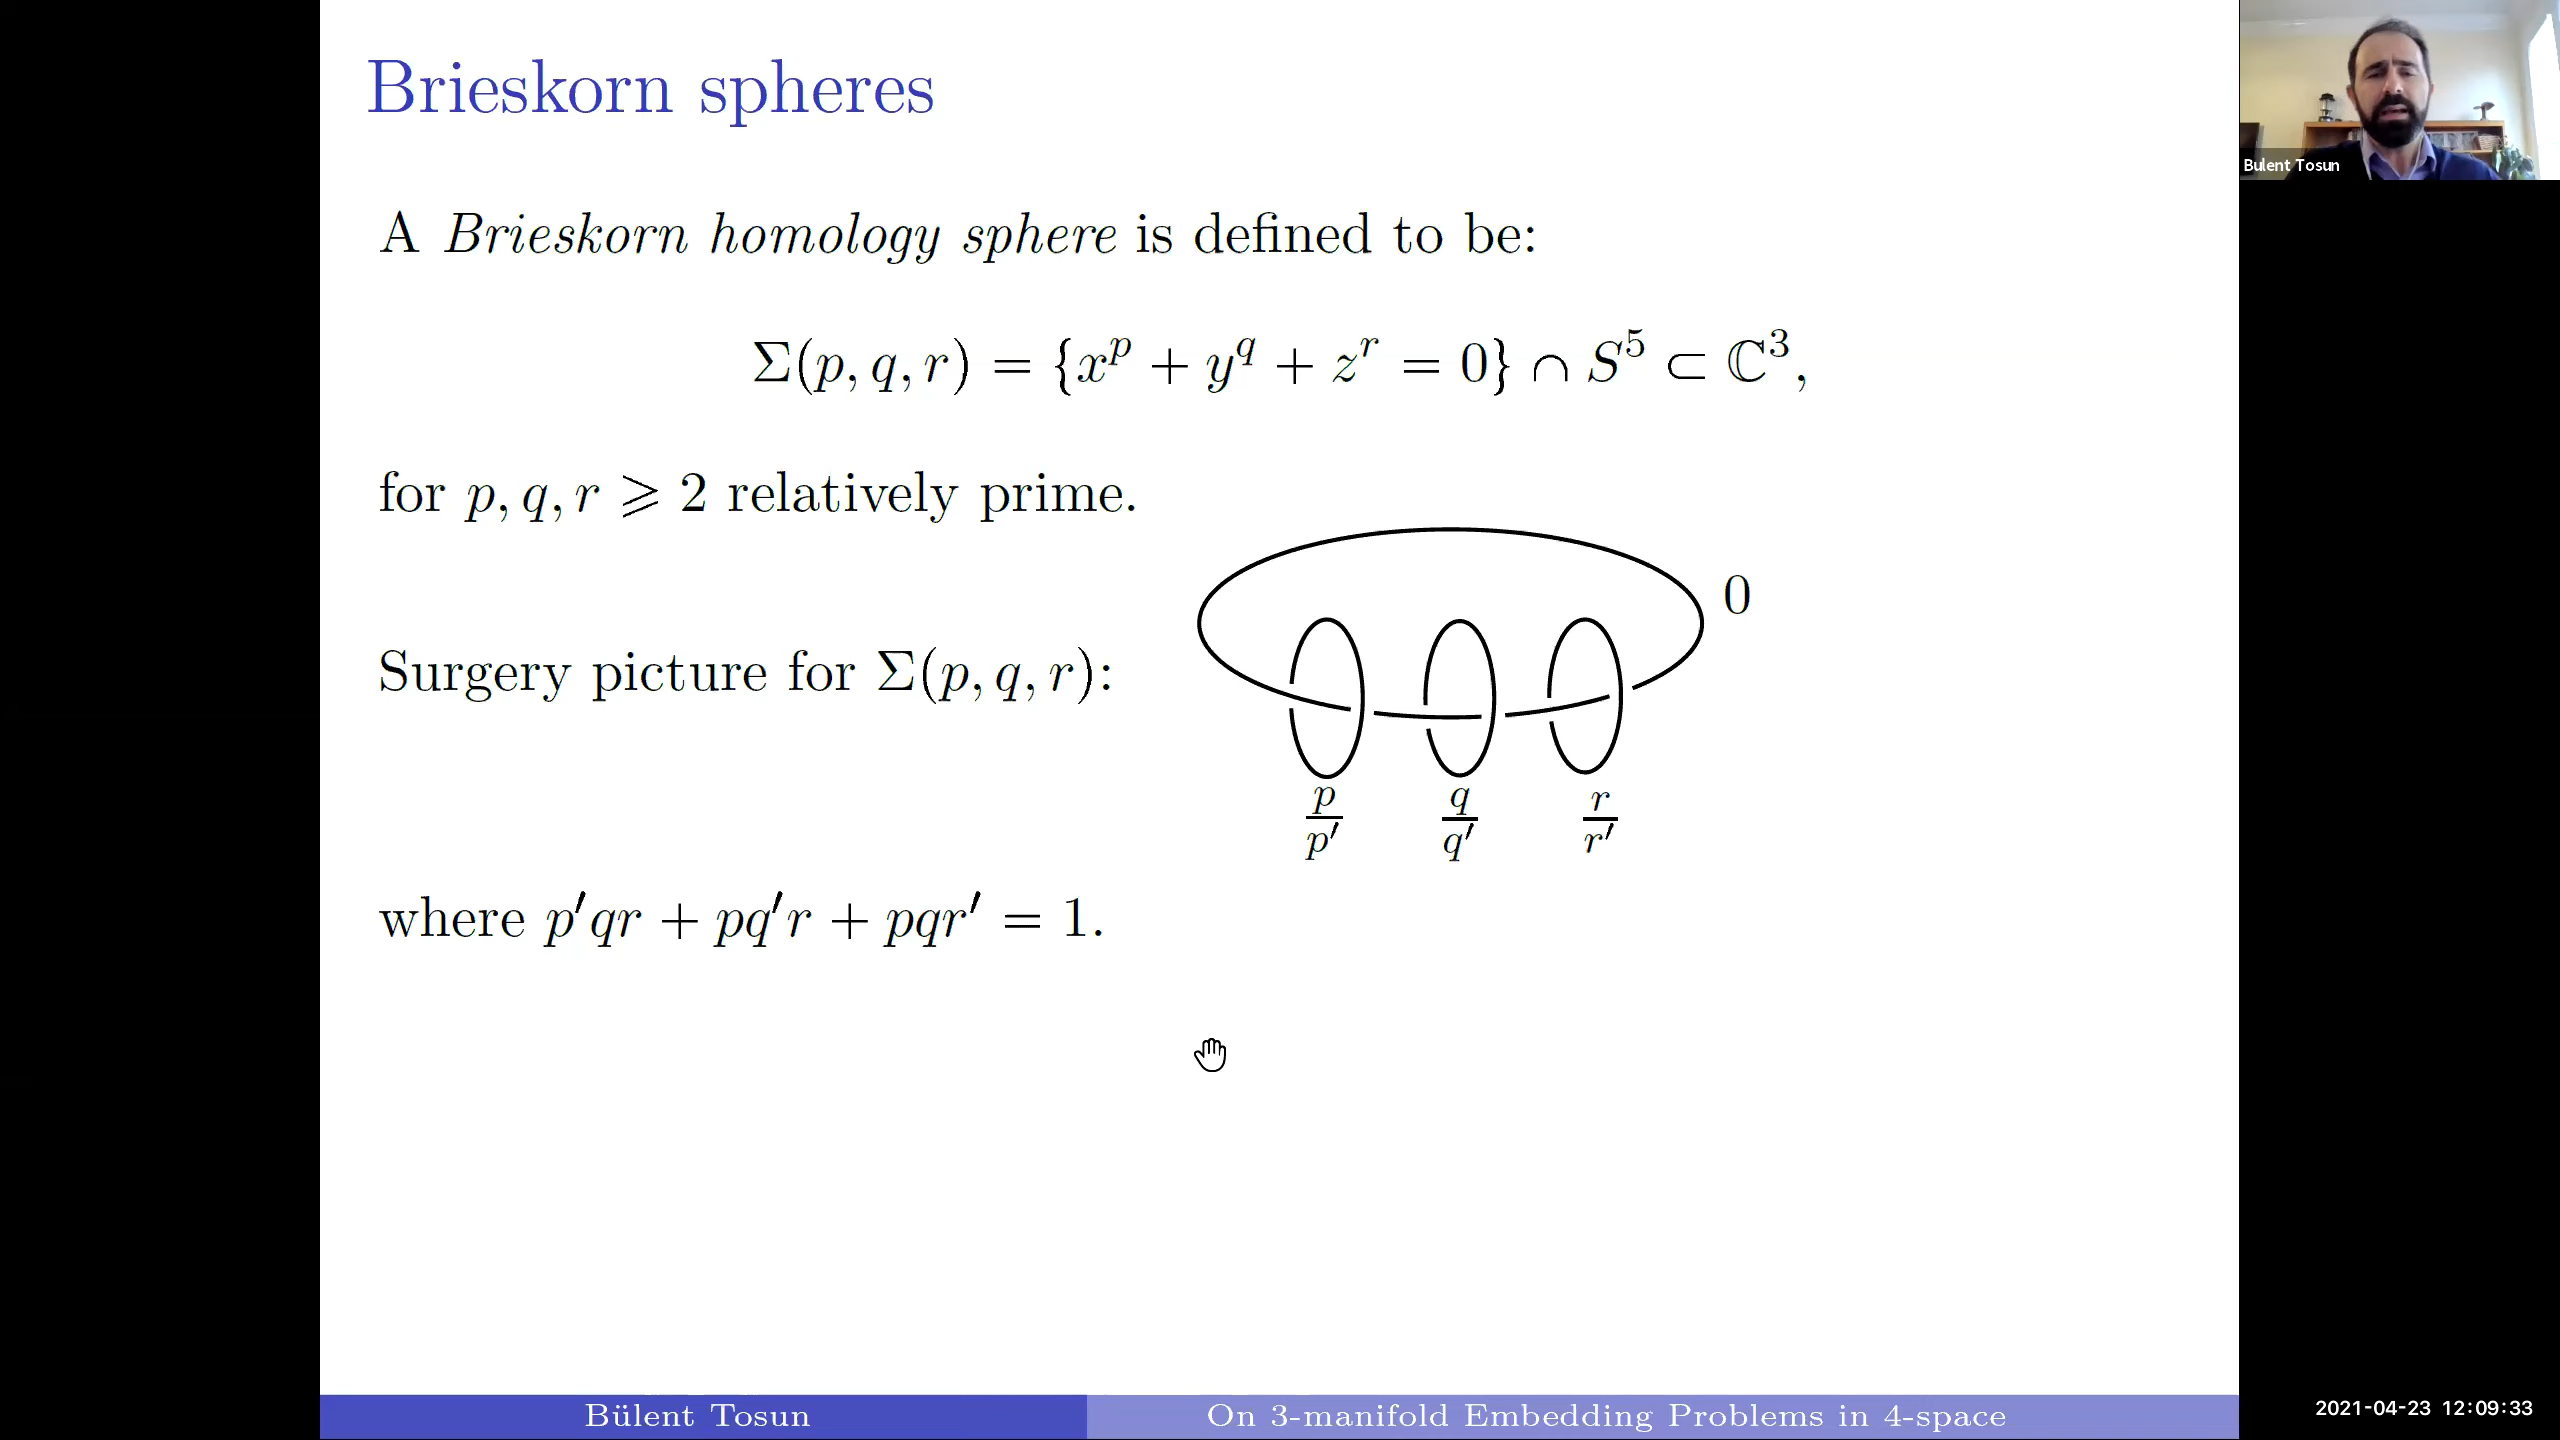 Brieskorn spheres
Bulent Tosun
A Brieskorn homology sphere is defined to be:
Σ(p, q, r) = {x^p + y^q + z^r = 0} ∩ S^5 ⊂ ℂ^3,
for p, q, r ⩾ 2 relatively prime.
0
Surgery picture for Σ(p, q, r):
p/p′ q/q′ r/r′
where p′qr + pq′r + pqr′ = 1.
Bülent Tosun On 3-manifold Embedding Problems in 4-space
2021-04-23 12:09:33